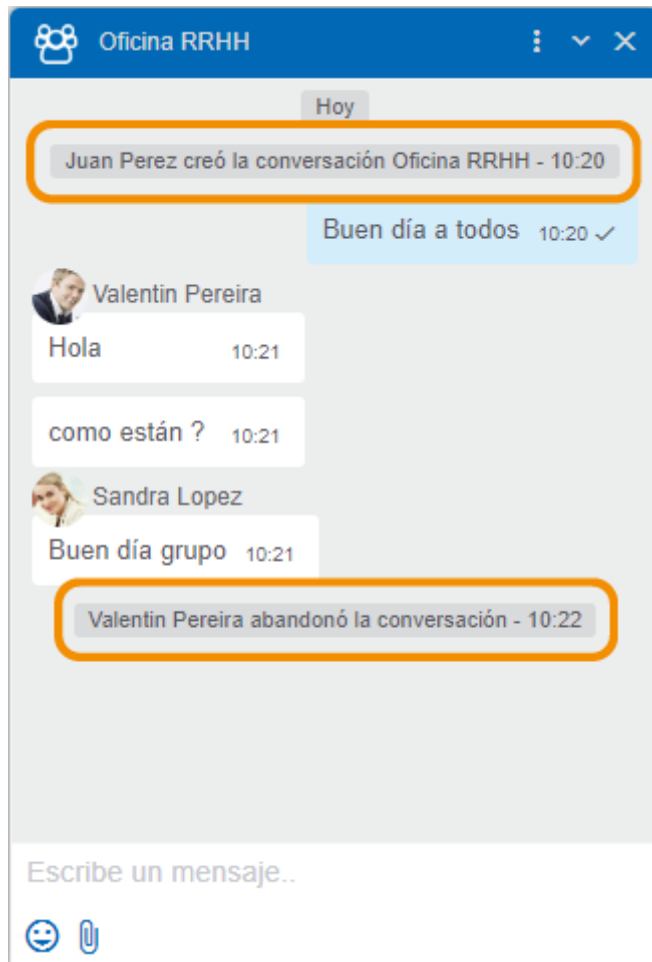 Oficina RRHH
Hoy
Juan Perez creó la conversación Oficina RRHH - 10:20
Buen día a todos 10:20
Valentin Pereira
Hola 10:21
como están ? 10:21
Sandra Lopez
Buen día grupo 10:21
Valentin Pereira abandonó la conversación - 10:22
Escribe un mensaje..